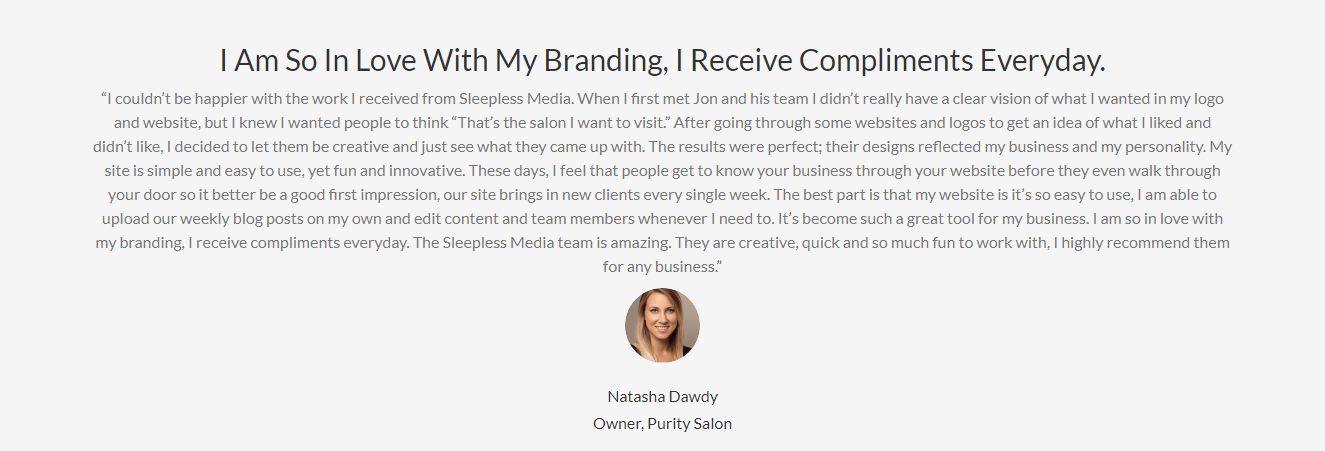 I Am So In Love With My Branding, I Receive Compliments Everyday.
“I couldn’t be happier with the work I received from Sleepless Media. When I first met Jon and his team I didn’t really have a clear vision of what I wanted in my logo
and website, but I knew I wanted people to think “That’s the salon I want to visit.” After going through some websites and logos to get an idea of what I liked and
didn’t like, I decided to let them be creative and just see what they came up with. The results were perfect; their designs reflected my business and my personality. My
site is simple and easy to use, yet fun and innovative. These days, I feel that people get to know your business through your website before they even walk through
your door so it better be a good first impression, our site brings in new clients every single week. The best part is that my website is it’s so easy to use, I am able to
upload our weekly blog posts on my own and edit content and team members whenever I need to. It’s become such a great tool for my business. I am so in love with
my branding, I receive compliments everyday. The Sleepless Media team is amazing. They are creative, quick and so much fun to work with, I highly recommend them
for any business.”
Natasha Dawdy
Owner, Purity Salon